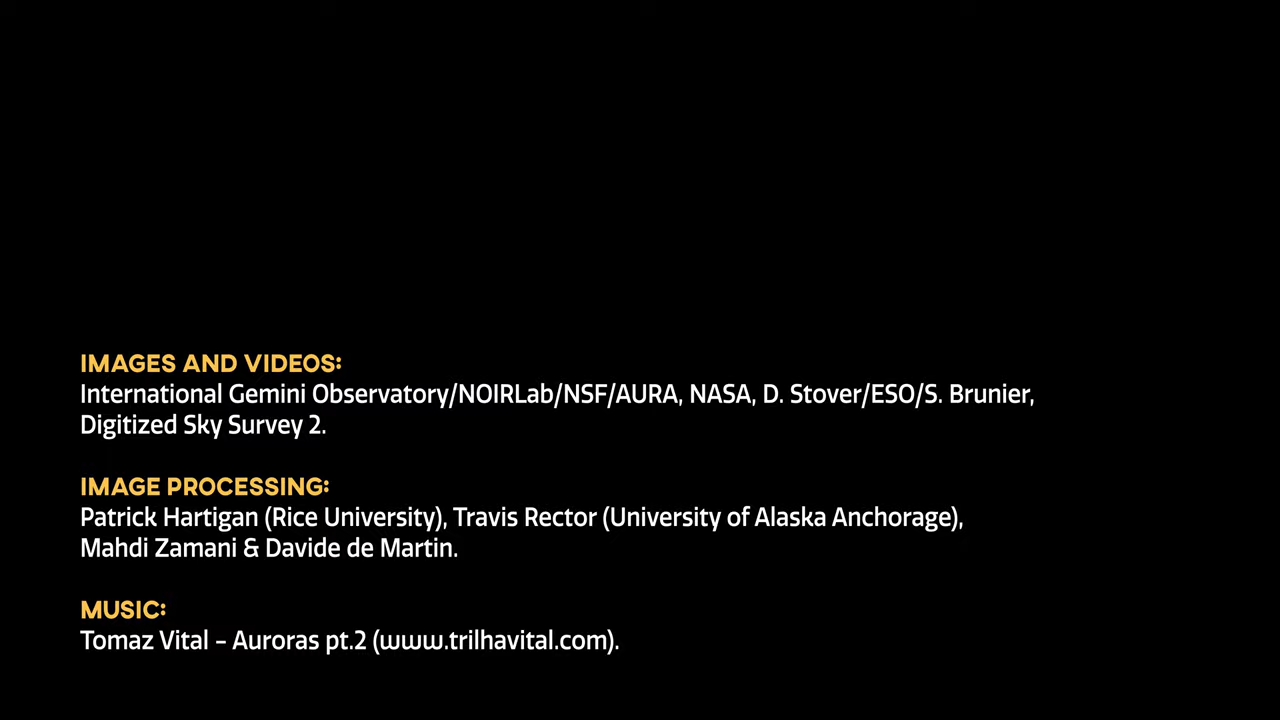 IMAGES AND VIDEOS:
International Gemini Observatory/NOIRLab/NSF/AURA, NASA, D. Stover/ESO/S. Brunier,
Digitized Sky Survey 2.
IMAGE PROCESSING:
Patrick Hartigan (Rice University), Travis Rector (University of Alaska Anchorage),
Mahdi Zamani & Davide de Martin.
MUSIC:
Tomaz Vital – Auroras pt.2 (www.trilhavital.com).